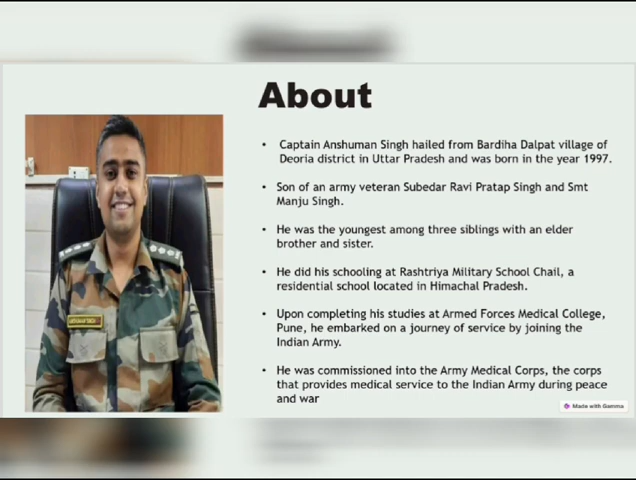 About
• Captain Anshuman Singh hailed from Bardiha Dalpat village of
Deoria district in Uttar Pradesh and was born in the year 1997.
• Son of an army veteran Subedar Ravi Pratap Singh and Smt
Manju Singh.
• He was the youngest among three siblings with an elder
brother and sister.
• He did his schooling at Rashtriya Military School Chail, a
residential school located in Himachal Pradesh.
• Upon completing his studies at Armed Forces Medical College,
Pune, he embarked on a journey of service by joining the
Indian Army.
• He was commissioned into the Army Medical Corps, the corps
that provides medical service to the Indian Army during peace
and war
Made with Gamma